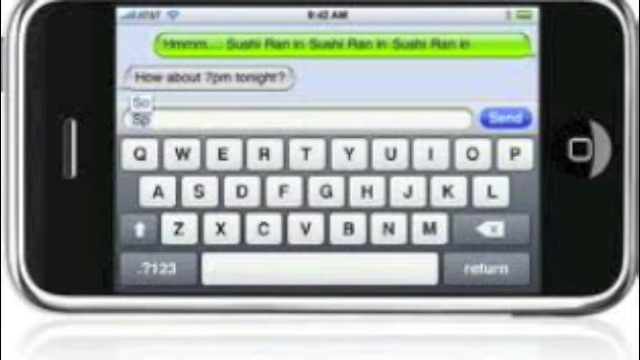 AT&T 9:42 AM
Hmmm... Sushi Ran in Sushi Ran in Sushi Ran in
How about 7pm tonight?
So
Sp
Send
Q W E R T Y U I O P
A S D F G H J K L
Z X C V B N M
.?123 return